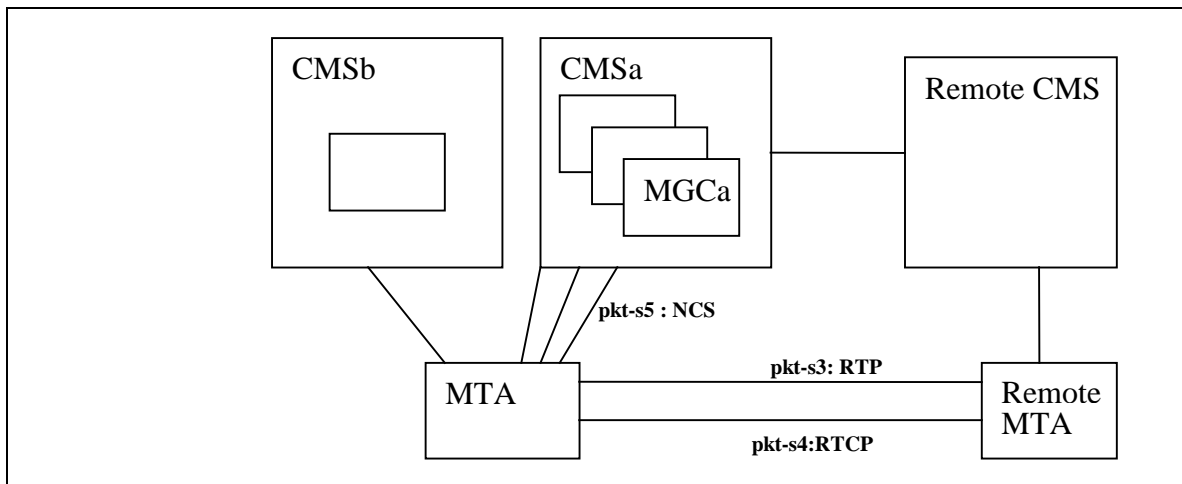 CMSb
CMSa
Remote CMS
MGCa
pkt-s5 : NCS
pkt-s3: RTP
MTA
Remote
MTA
pkt-s4:RTCP